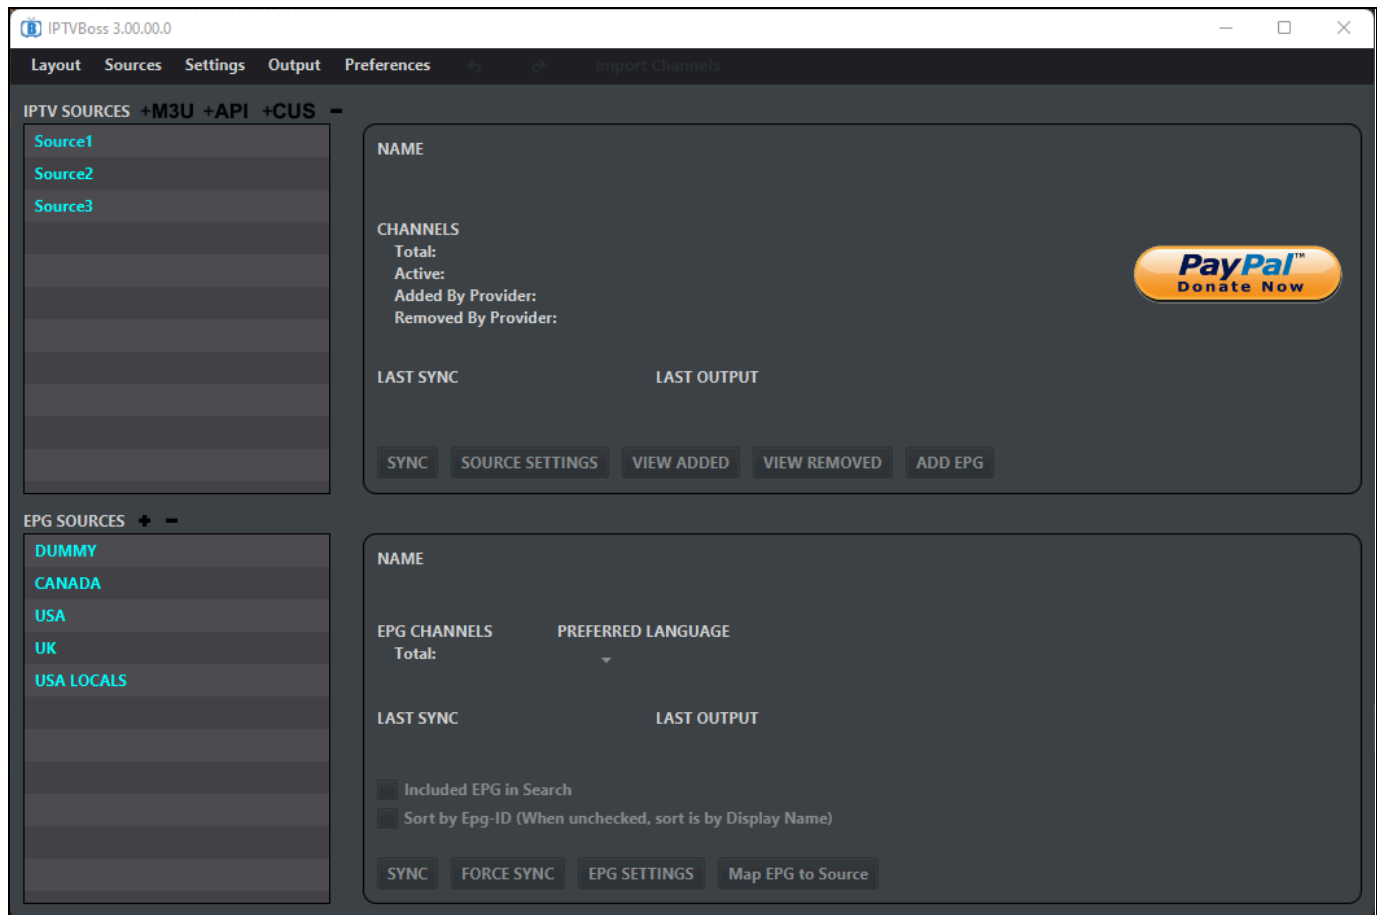 IPTVBoss 3.00.00.0
Layout Sources Settings Output Preferences Import Channels
IPTV SOURCES +M3U +API +CUS -
Source1
Source2
Source3
NAME
CHANNELS
Total:
Active:
Added By Provider:
Removed By Provider:
PayPal™
Donate Now
LAST SYNC LAST OUTPUT
SYNC SOURCE SETTINGS VIEW ADDED VIEW REMOVED ADD EPG
EPG SOURCES + -
DUMMY
CANADA
USA
UK
USA LOCALS
NAME
EPG CHANNELS PREFERRED LANGUAGE
Total:
LAST SYNC LAST OUTPUT
Included EPG in Search
Sort by Epg-ID (When unchecked, sort is by Display Name)
SYNC FORCE SYNC EPG SETTINGS Map EPG to Source